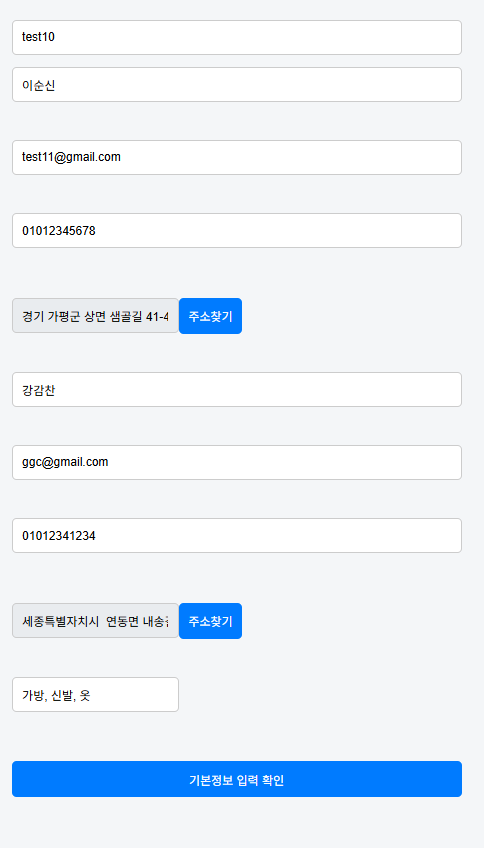 test10
이순신
test11@gmail.com
01012345678
경기 가평군 상면 샘골길 41-4 주소찾기
강감찬
ggc@gmail.com
01012341234
세종특별자치시 연동면 내송 주소찾기
가방, 신발, 옷
기본정보 입력 확인